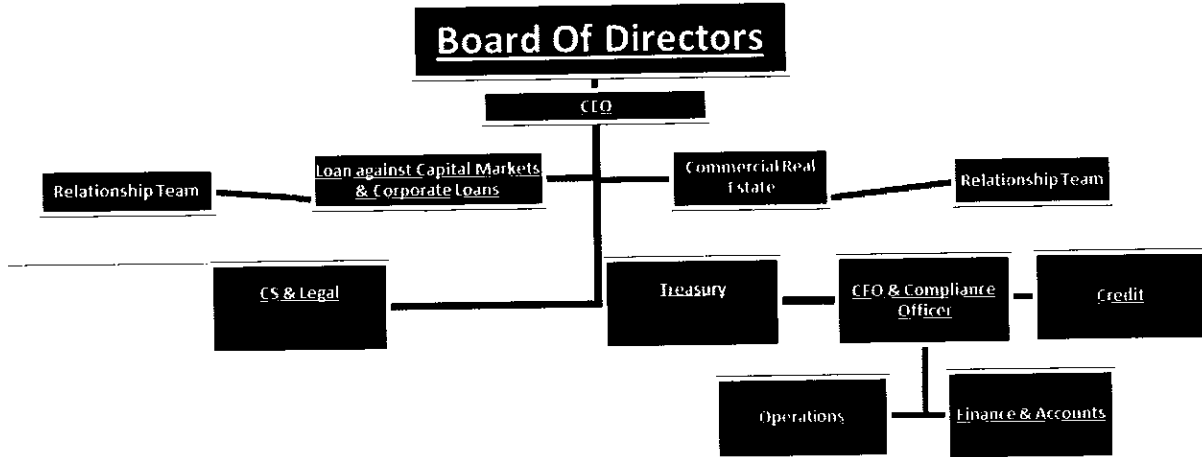 Board Of Directors
CEO
Loan against Capital Markets
& Corporate Loans
Commercial Real
Estate
Relationship Team
Relationship Team
CS & Legal
Treasury
CFO & Compliance
Officer
Credit
Operations
Finance & Accounts